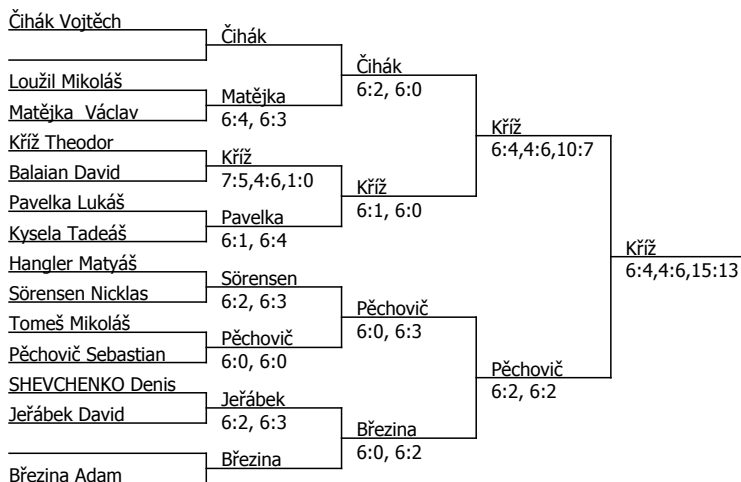 Čihák Vojtěch
Čihák
Čihák
6:2, 6:0
Loužil Mikoláš
Matějka
6:4, 6:3
Matějka  Václav
Kříž
6:4,4:6,10:7
Kříž Theodor
Kříž
7:5,4:6,1:0
Balaian David
Kříž
6:1, 6:0
Pavelka Lukáš
Pavelka
6:1, 6:4
Kysela Tadeáš
Kříž
6:4,4:6,15:13
Hangler Matyáš
Sörensen
6:2, 6:3
Sörensen Nicklas
Pěchovič
6:0, 6:3
Tomeš Mikoláš
Pěchovič
6:0, 6:0
Pěchovič Sebastian
Pěchovič
6:2, 6:2
SHEVCHENKO Denis
Jeřábek
6:2, 6:3
Jeřábek David
Březina
6:0, 6:2
Březina
Březina Adam